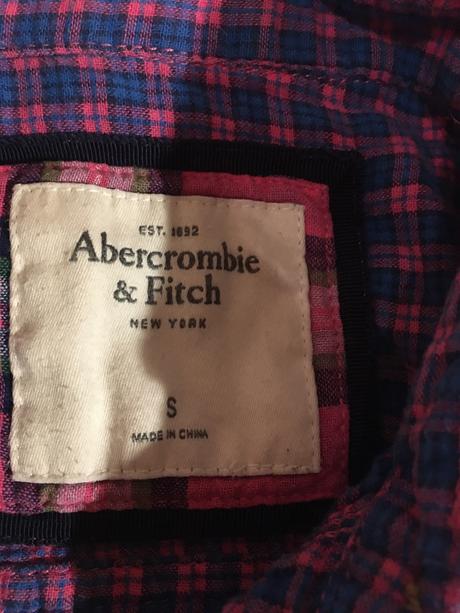 EST. 1892
Abercrombie
& Fitch
NEW YORK
S
MADE IN CHINA